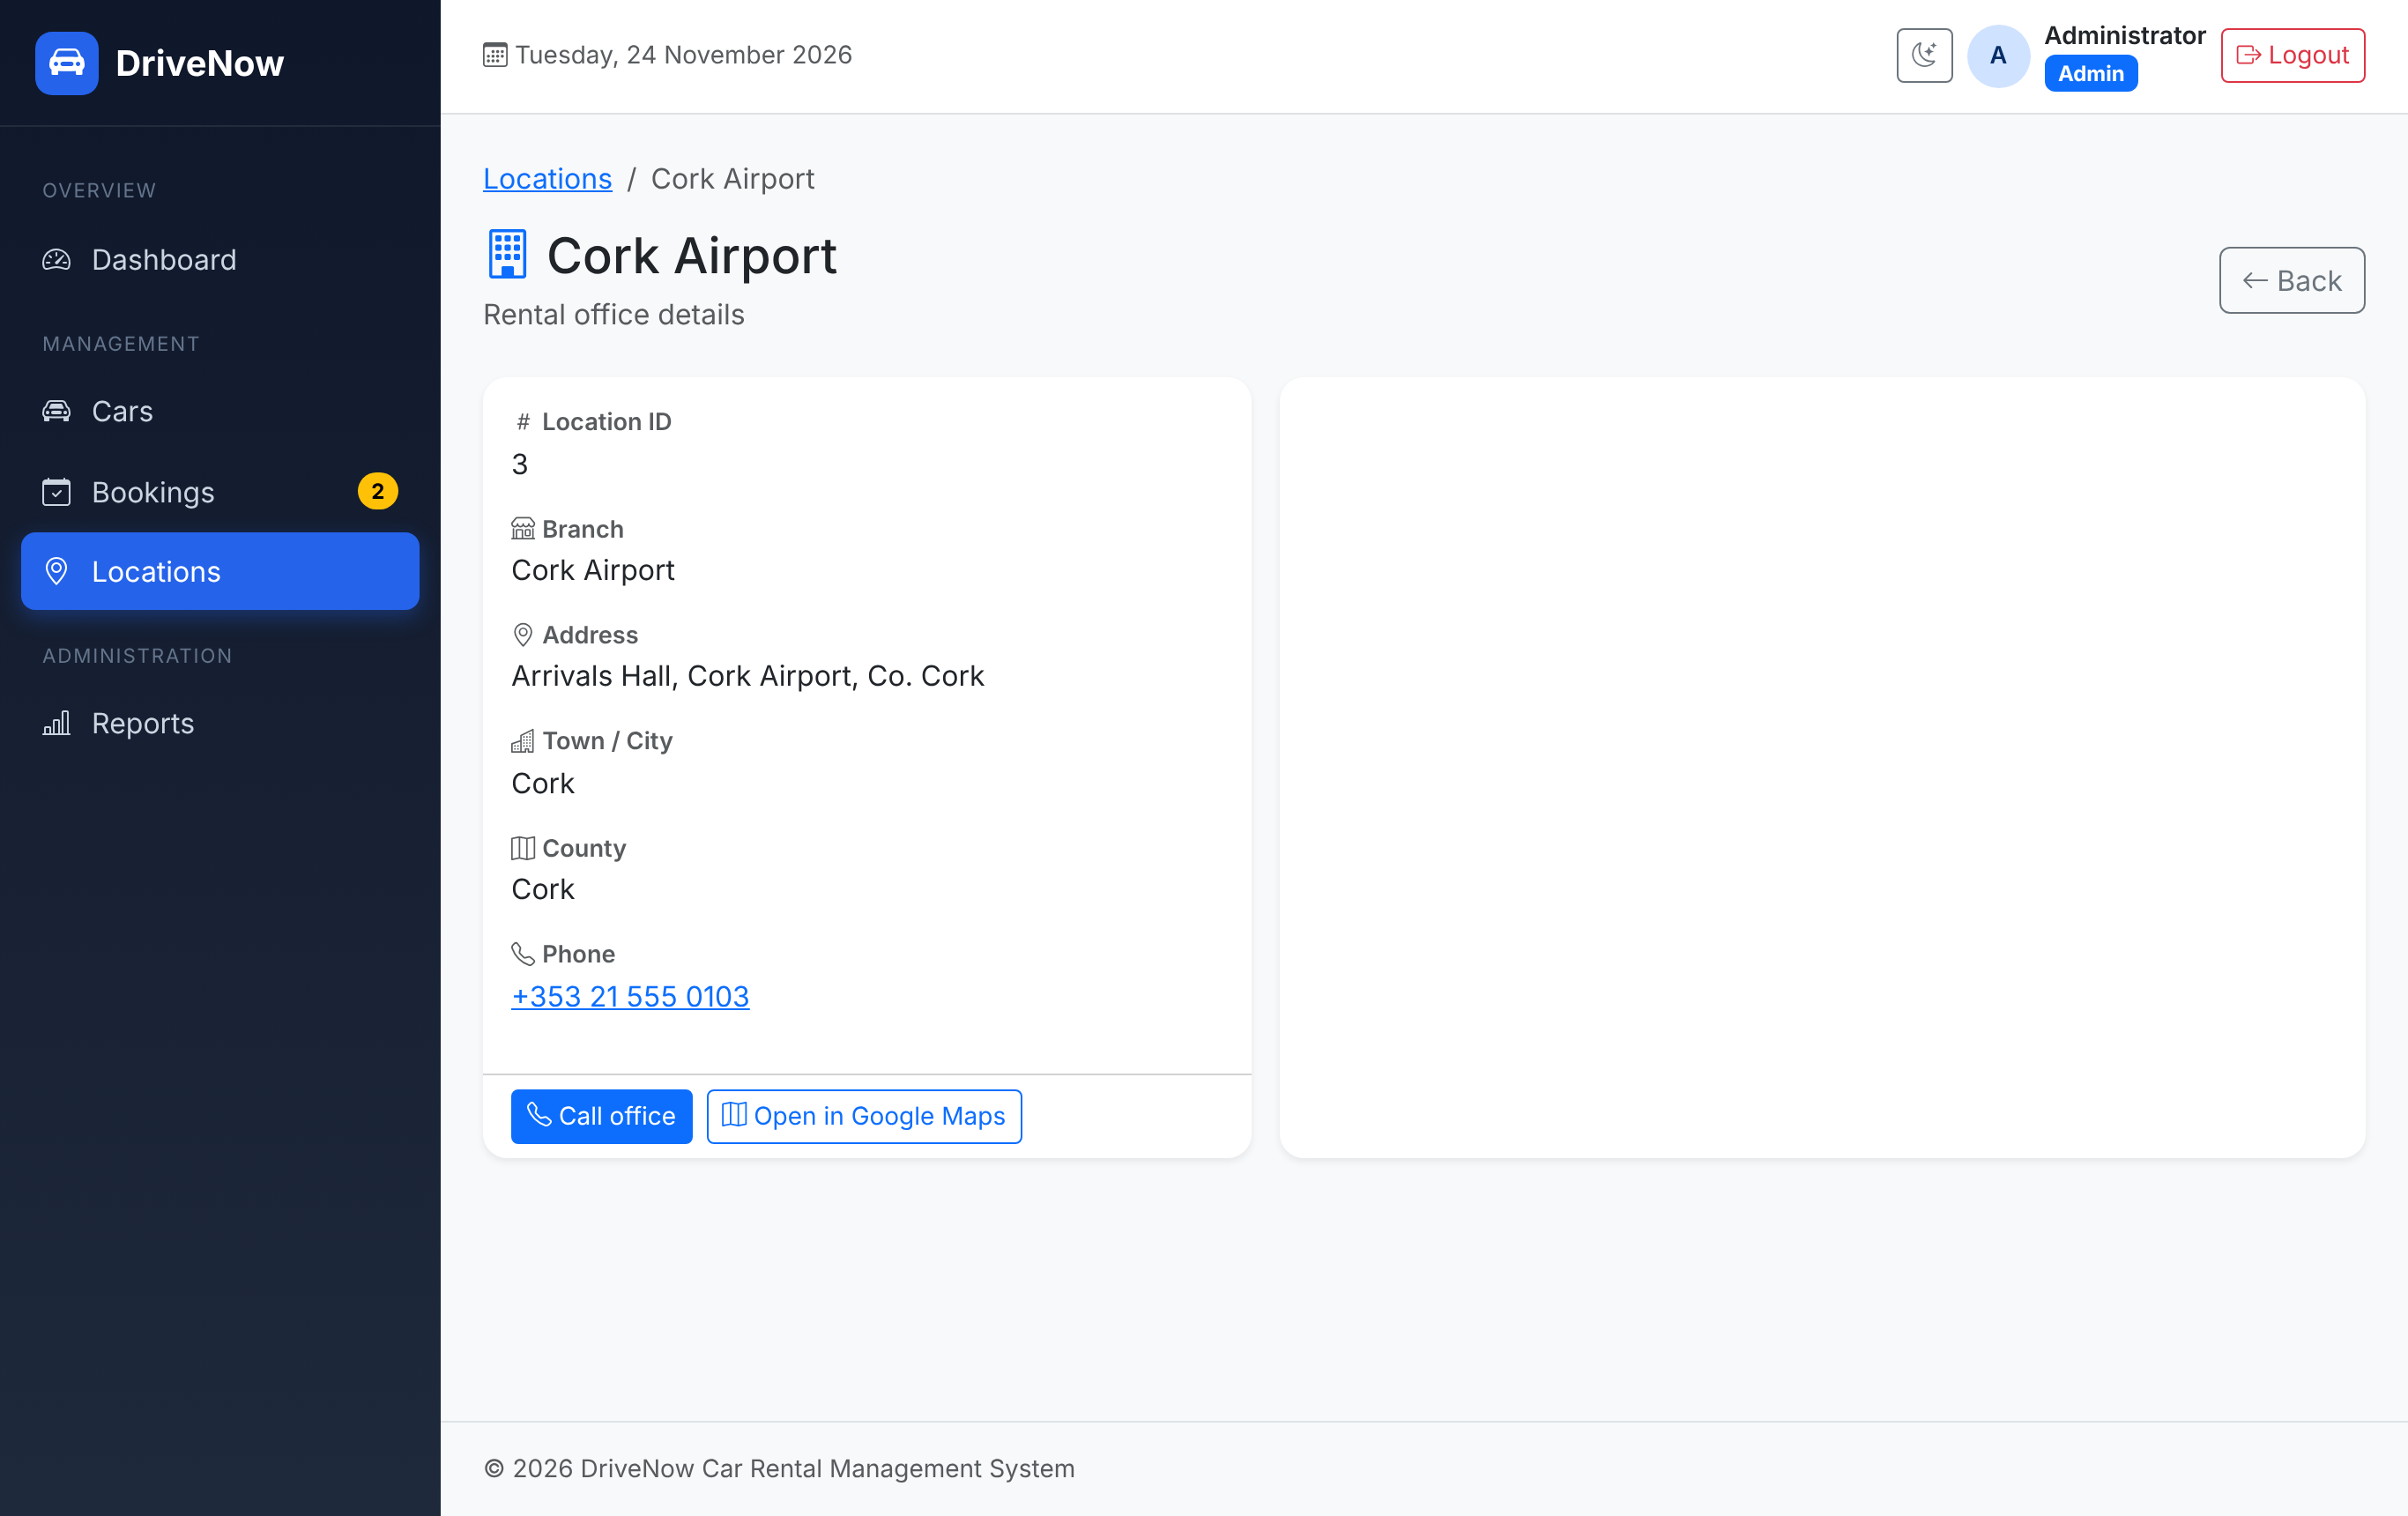 DriveNow
OVERVIEW
Dashboard
MANAGEMENT
Cars
Bookings 2
Locations
ADMINISTRATION
Reports
Tuesday, 24 November 2026
A
Administrator
Admin
Logout
Locations / Cork Airport
Cork Airport
Rental office details
Back
# Location ID
3
Branch
Cork Airport
Address
Arrivals Hall, Cork Airport, Co. Cork
Town / City
Cork
County
Cork
Phone
+353 21 555 0103
Call office
Open in Google Maps
© 2026 DriveNow Car Rental Management System